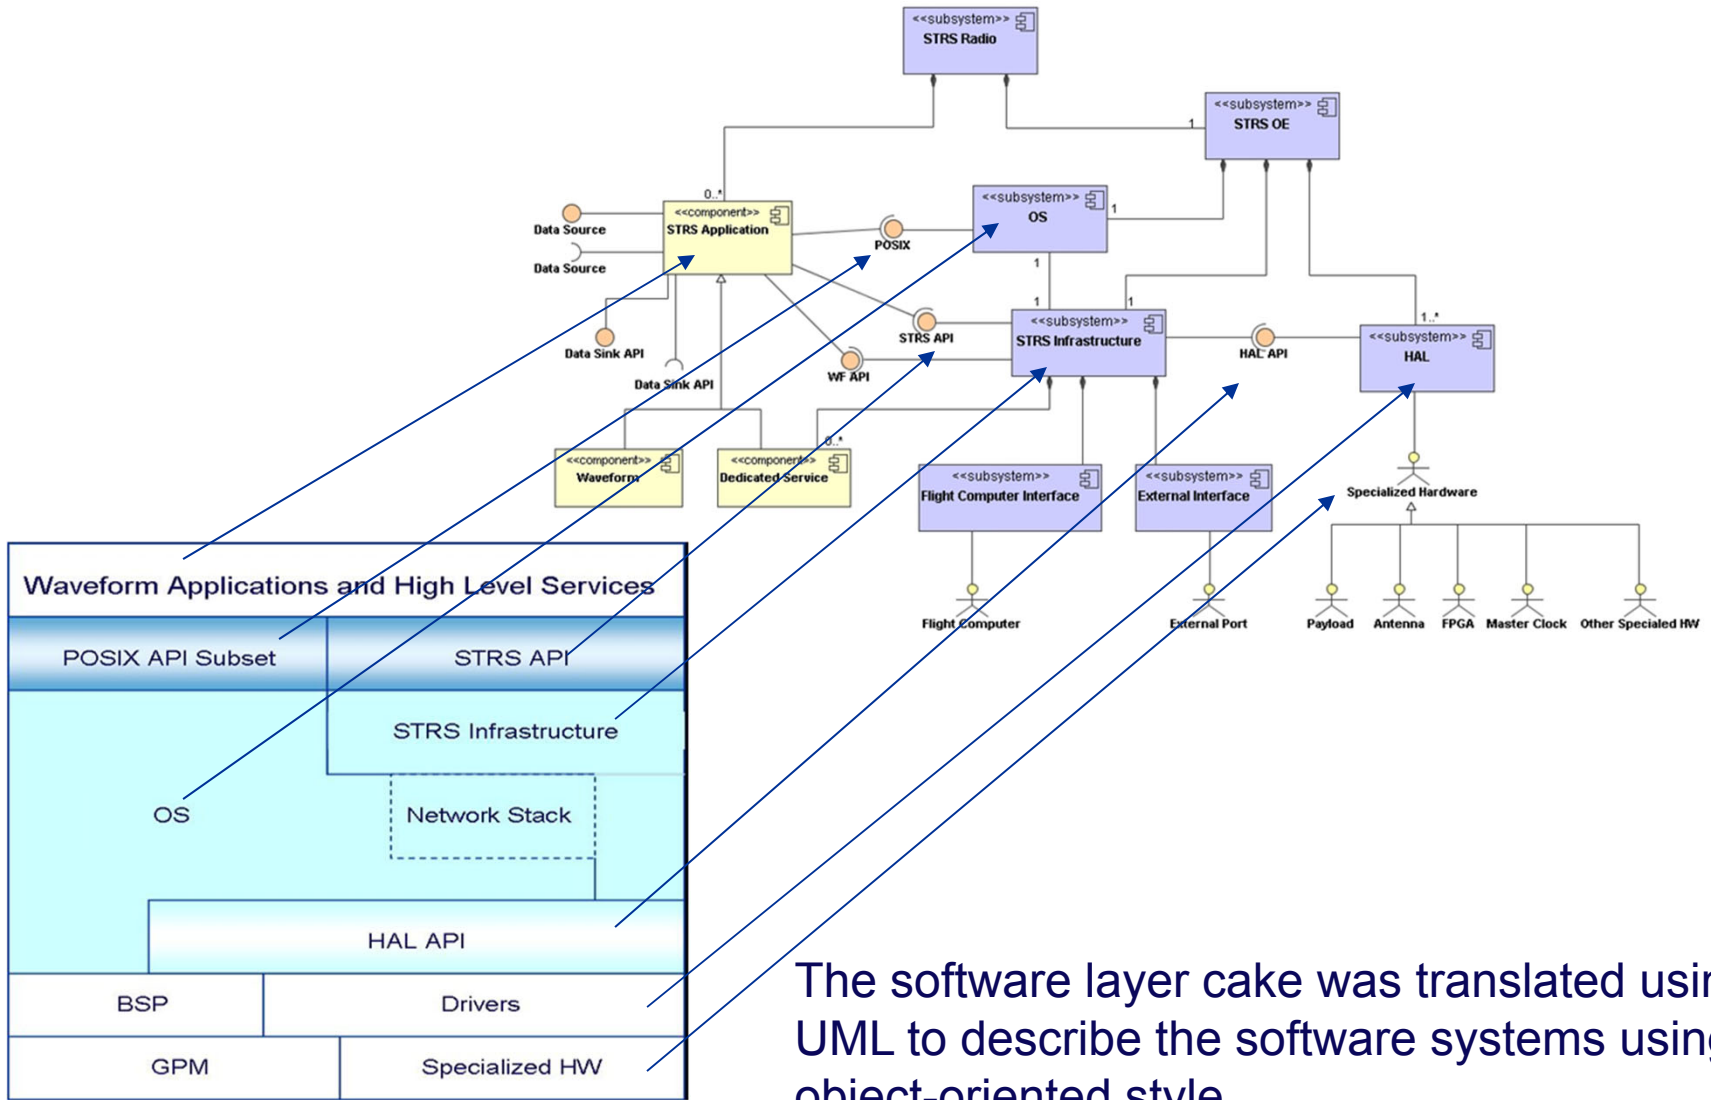 <<subsystem>>
STRS Radio
<<subsystem>>
STRS OE
1
0..*
<<component>>
STRS Application
Data Source
Data Source
Data Sink API
Data Sink API
POSIX
<<subsystem>>
OS
1
1
1
1
STRS API
WF API
<<subsystem>>
STRS Infrastructure
HAL API
1..*
<<subsystem>>
HAL
0..*
<<component>>
Waveform
<<component>>
Dedicated Service
<<subsystem>>
Flight Computer Interface
<<subsystem>>
External Interface
Specialized Hardware
Flight Computer
External Port
Payload
Antenna
FPGA
Master Clock
Other Specialed HW
Waveform Applications and High Level Services
POSIX API Subset
STRS API
STRS Infrastructure
OS
Network Stack
HAL API
BSP
Drivers
GPM
Specialized HW
The software layer cake was translated usin
UML to describe the software systems using
object-oriented style